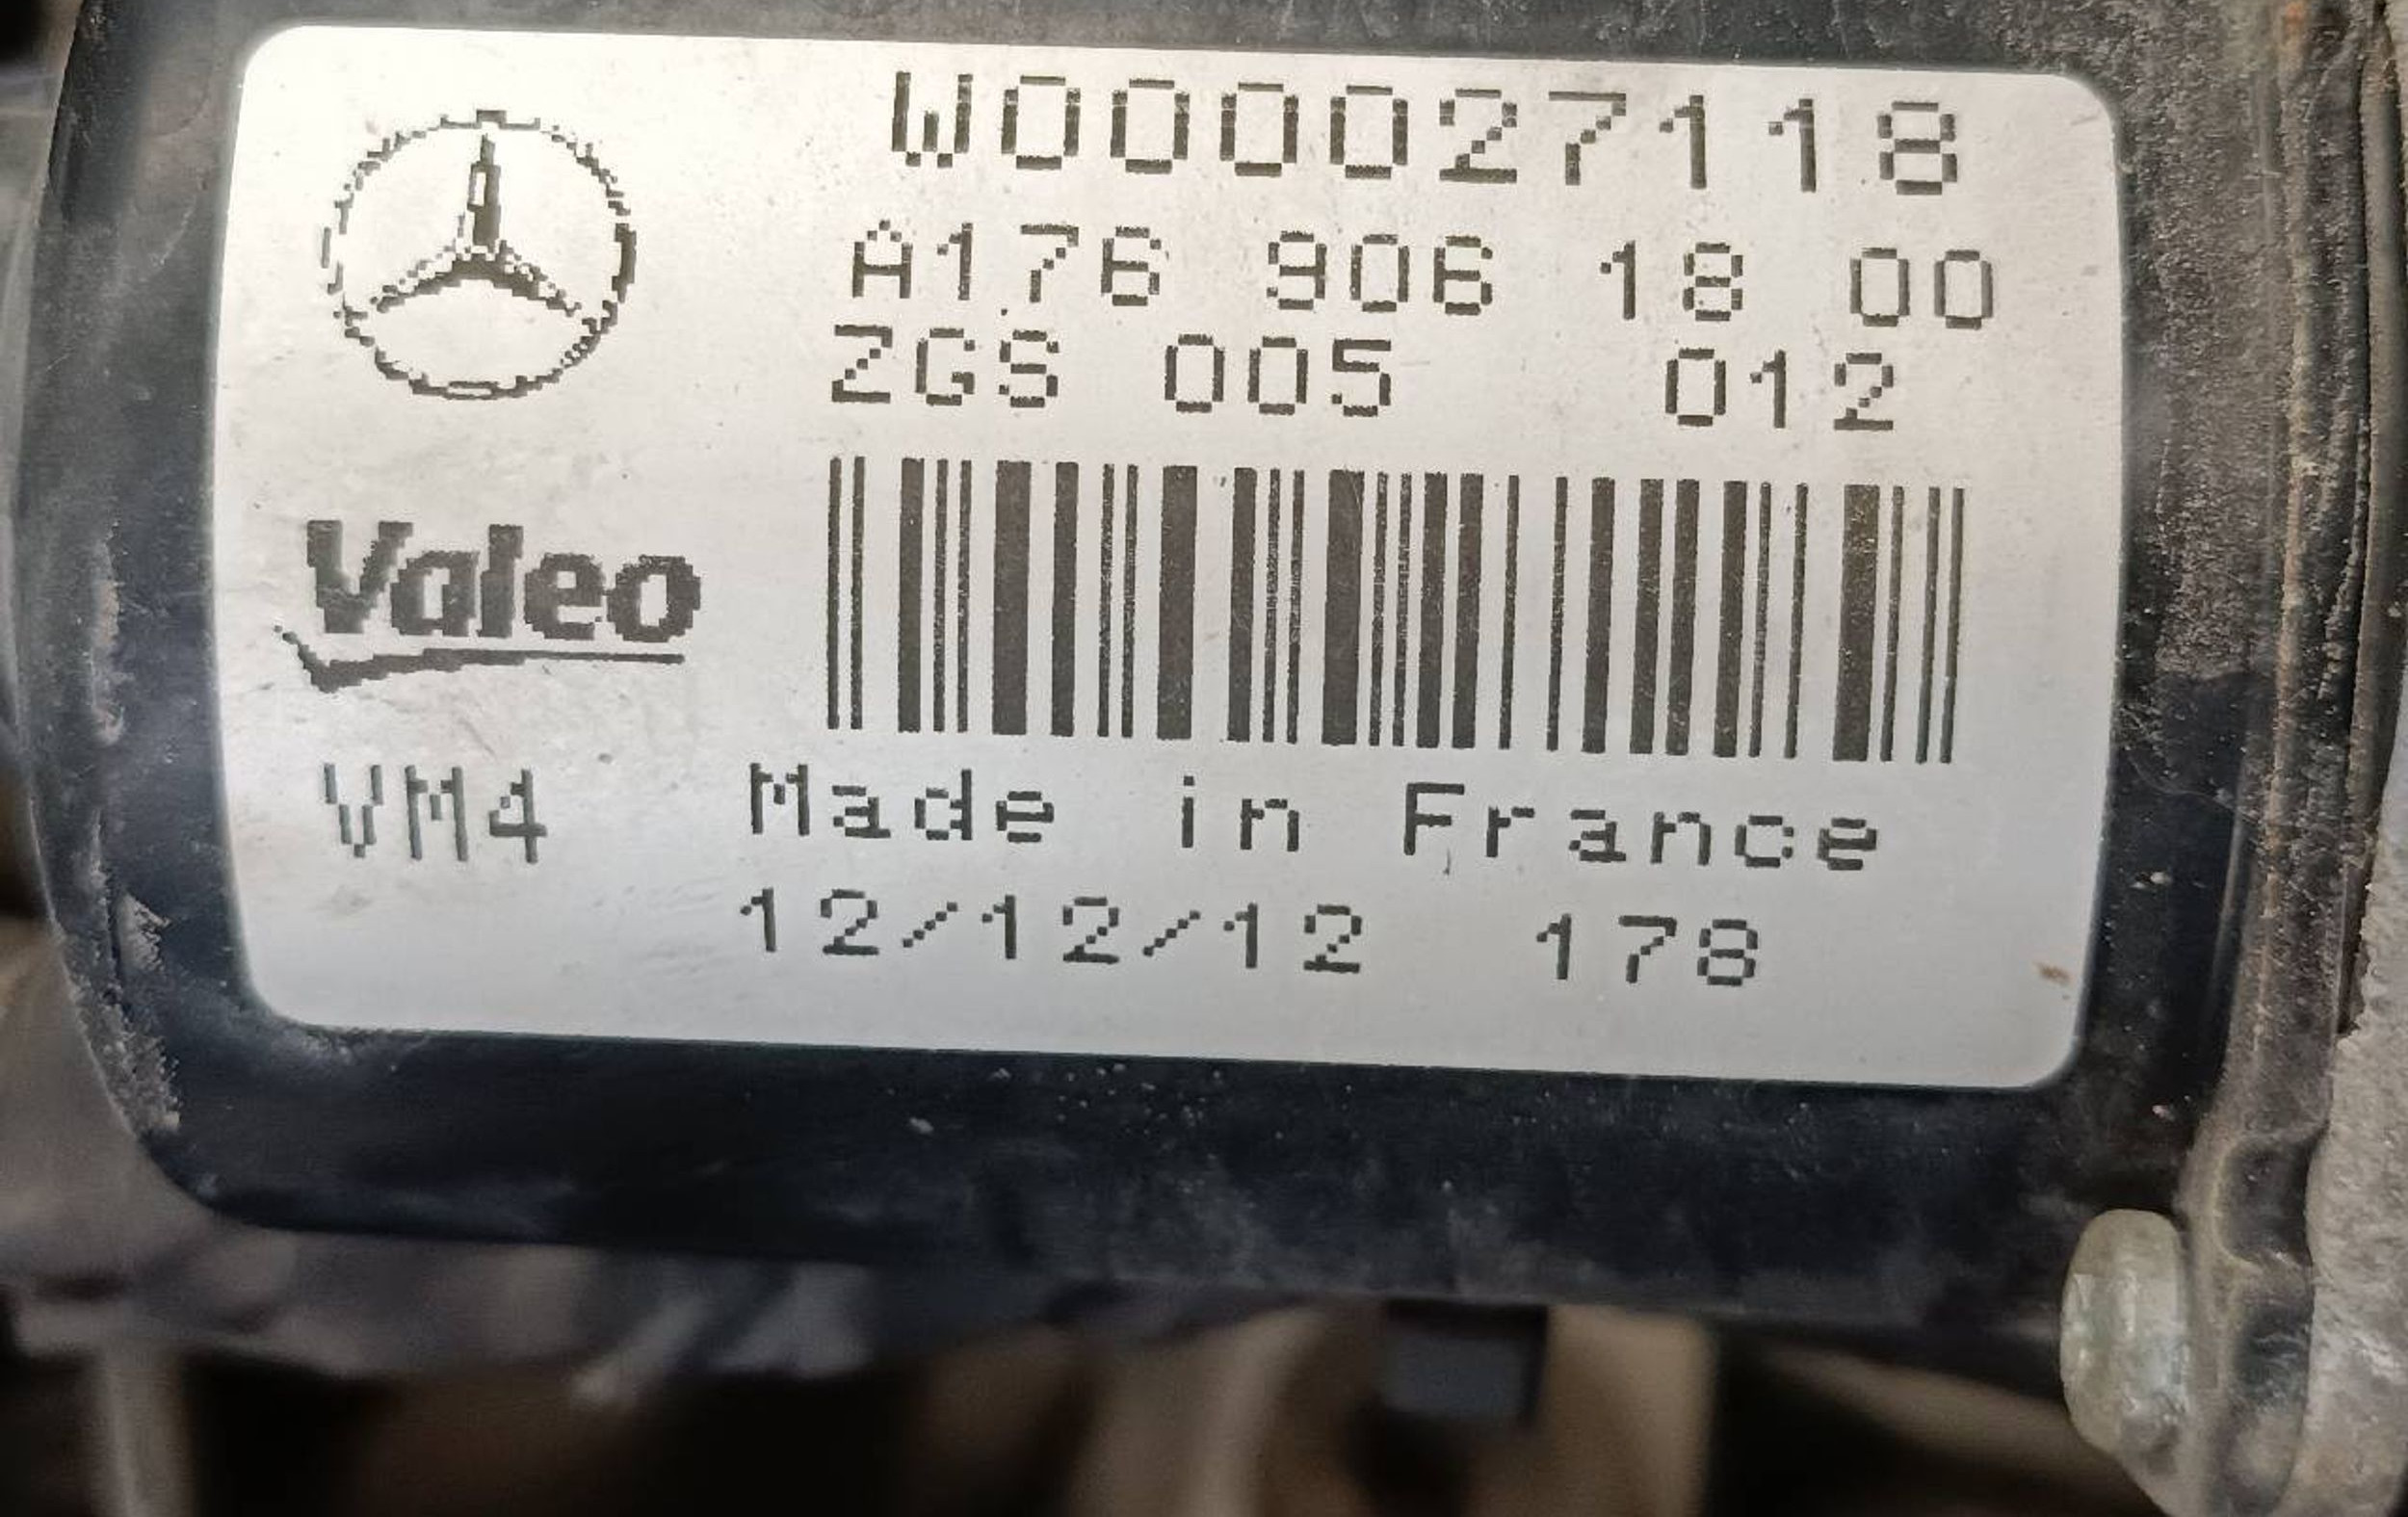 W000027118
A176 906 18 00
ZGS 005 012
Valeo
VM4 Made in France
12/12/12 178